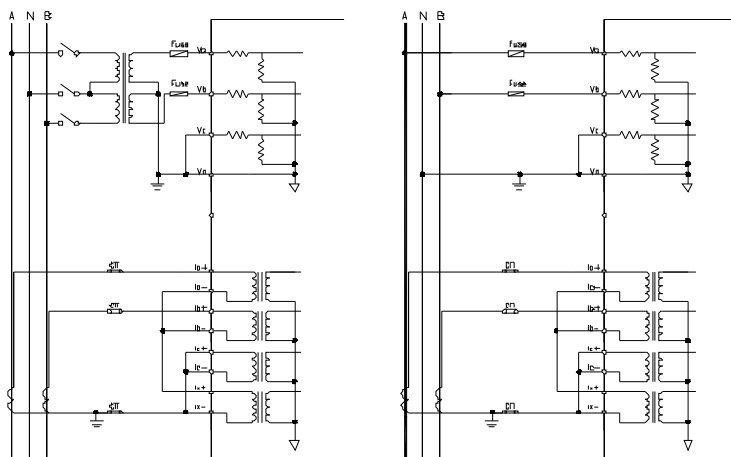 A N B
Fuse Va
Fuse Vb
Vc
Vn
Ia+
Ia-
Ib+
Ib-
Ic+
Ic-
Ix+
Ix-
A N B
Fuse Va
Fuse Vb
Vc
Vn
Ia+
Ia-
Ib+
Ib-
Ic+
Ic-
Ix+
Ix-